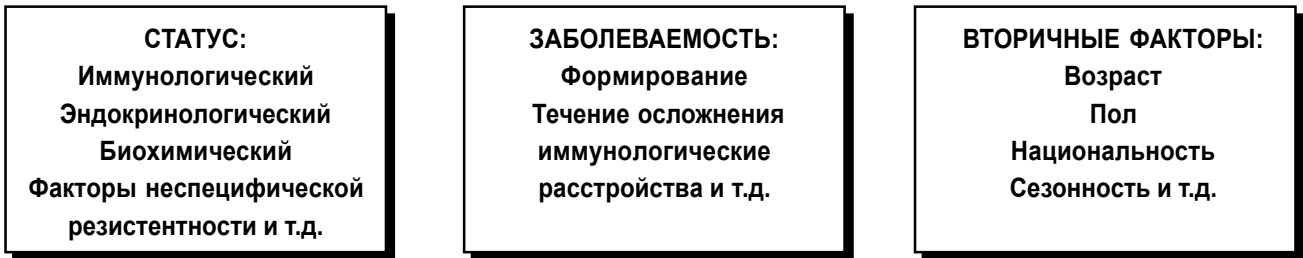 СТАТУС:
Иммунологический
Эндокринологический
Биохимический
Факторы неспецифической
резистентности и т.д.
ЗАБОЛЕВАЕМОСТЬ:
Формирование
Течение осложнения
иммунологические
расстройства и т.д.
ВТОРИЧНЫЕ ФАКТОРЫ:
Возраст
Пол
Национальность
Сезонность и т.д.